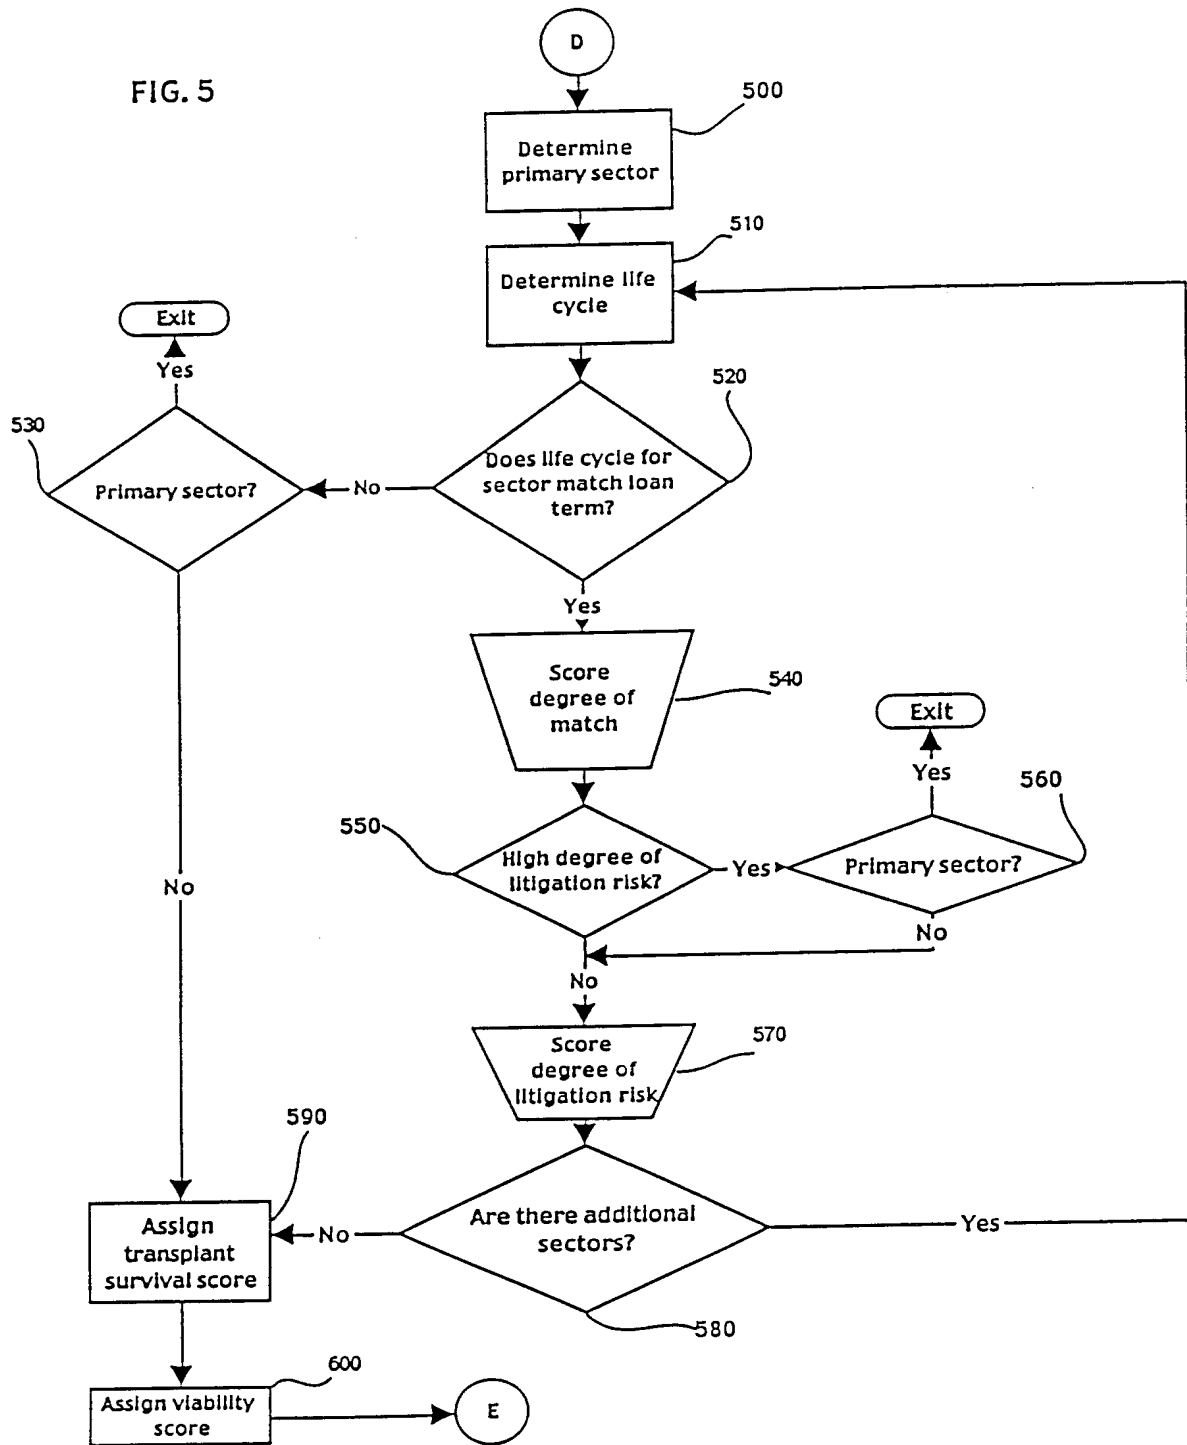 D
FIG. 5
500
Determine
primary sector
510
Determine life
cycle
Exit
Yes
520
530
Primary sector?
No
Does life cycle for
sector match loan
term?
Yes
Score
degree of
match
540
Exit
Yes
560
550
High degree of
litigation risk?
Yes
Primary sector?
No
No
No
Score
degree of
litigation risk
570
590
Assign
transplant
survival score
No
Are there additional
sectors?
Yes
580
600
Assign viability
score
E